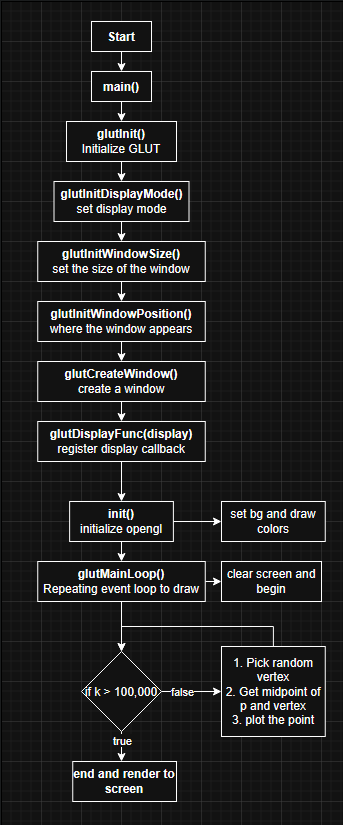 Start
main()
glutInit()
Initialize GLUT
glutInitDisplayMode()
set display mode
glutInitWindowSize()
set the size of the window
glutInitWindowPosition()
where the window appears
glutCreateWindow()
create a window
glutDisplayFunc(display)
register display callback
init()
initialize opengl
set bg and draw
colors
glutMainLoop()
Repeating event loop to draw
clear screen and
begin
if k > 100,000
false
1. Pick random
vertex
2. Get midpoint of
p and vertex
3. plot the point
true
end and render to
screen